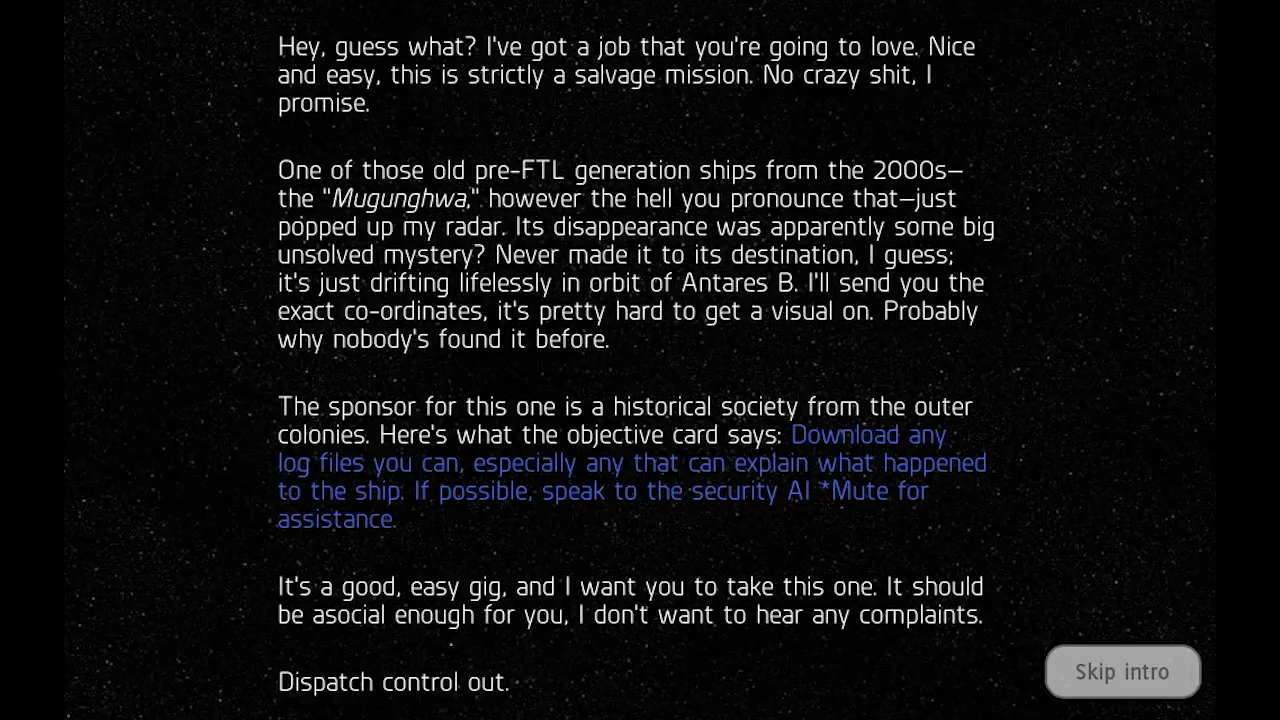 Hey, guess what? I've got a job that you're going to love. Nice
and easy, this is strictly a salvage mission. No crazy shit, I
promise.
One of those old pre-FTL generation ships from the 2000s—
the "Mugunghwa," however the hell you pronounce that—just
popped up my radar. Its disappearance was apparently some big
unsolved mystery? Never made it to its destination, I guess;
it's just drifting lifelessly in orbit of Antares B. I'll send you the
exact co-ordinates, it's pretty hard to get a visual on. Probably
why nobody's found it before.
The sponsor for this one is a historical society from the outer
colonies. Here's what the objective card says: Download any
log files you can, especially any that can explain what happened
to the ship. If possible, speak to the security AI *Mute for
assistance.
It's a good, easy gig, and I want you to take this one. It should
be asocial enough for you, I don't want to hear any complaints.
Dispatch control out.
Skip intro